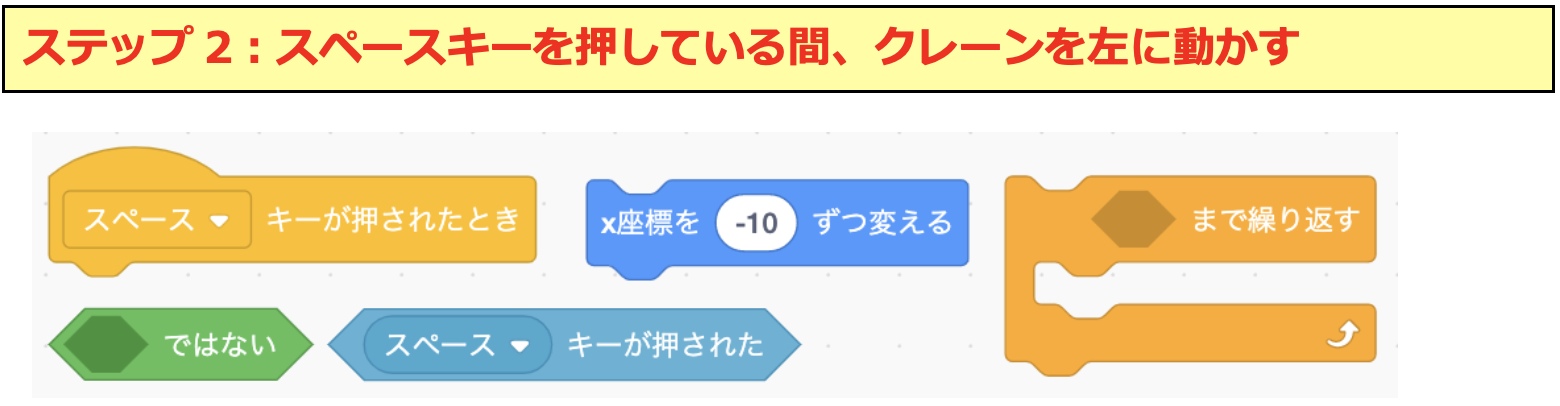 ステップ 2：スペースキーを押している間、クレーンを左に動かす
スペース キーが押されたとき
x座標を -10 ずつ変える
まで繰り返す
ではない
スペース キーが押された